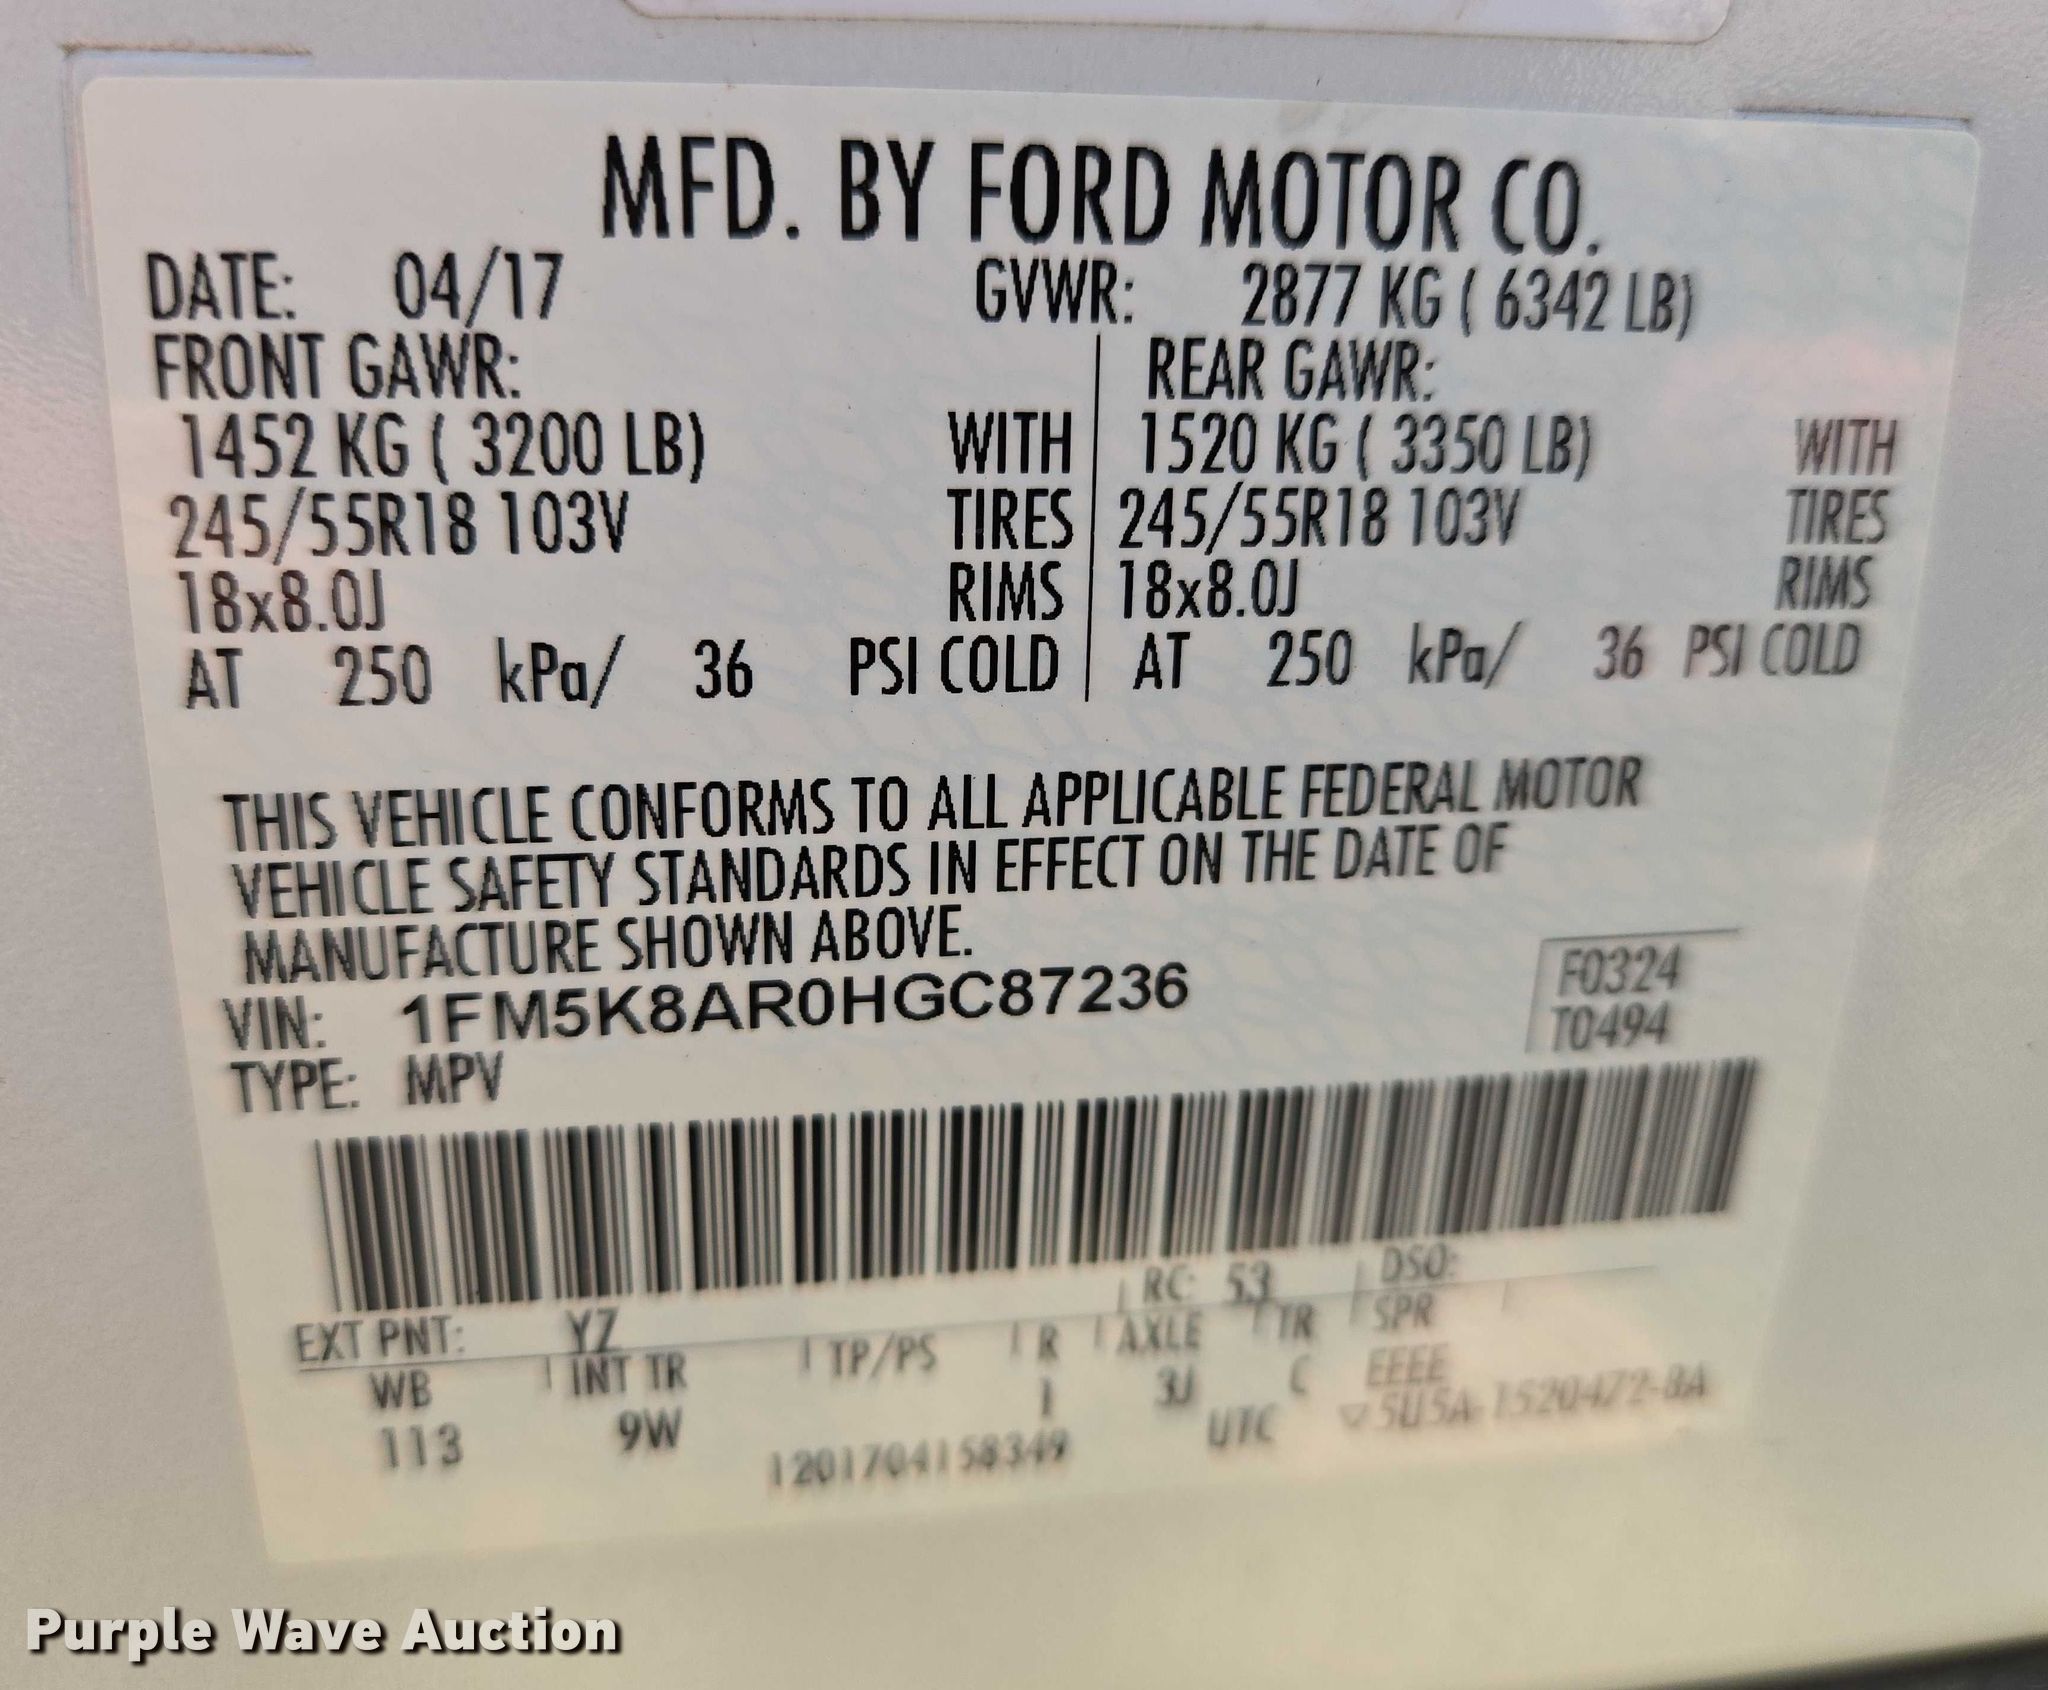 MFD. BY FORD MOTOR CO.
DATE: 04/17 GVWR: 2877 KG ( 6342 LB)
FRONT GAWR: REAR GAWR:
1452 KG ( 3200 LB) WITH 1520 KG ( 3350 LB) WITH
245/55R18 103V TIRES 245/55R18 103V TIRES
18x8.0J RIMS 18x8.0J RIMS
AT 250 kPa/ 36 PSI COLD AT 250 kPa/ 36 PSI COLD
THIS VEHICLE CONFORMS TO ALL APPLICABLE FEDERAL MOTOR
VEHICLE SAFETY STANDARDS IN EFFECT ON THE DATE OF
MANUFACTURE SHOWN ABOVE.
VIN: 1FM5K8AR0HGC87236 F0324
TYPE: MPV T0494
EXT PNT: YZ RC: 53 DSO:
WB INT TR TP/PS R AXLE TR SPR
113 9W 1 3J C EEEE
1201704158349 UTC ▽5U5A-1520472-8A
Purple Wave Auction